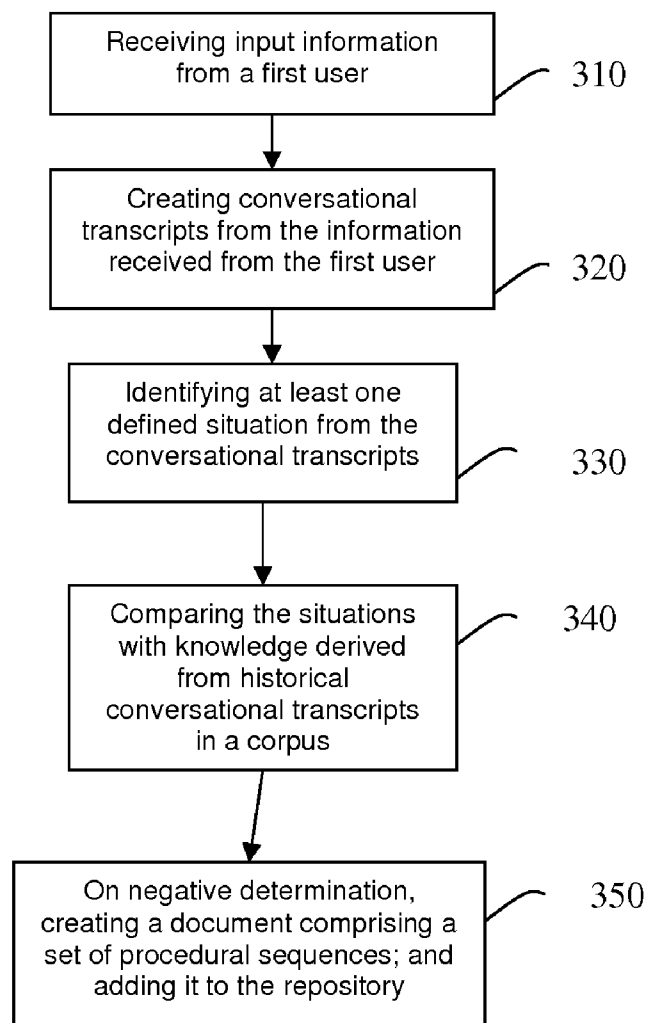 Receiving input information
from a first user
310
Creating conversational
transcripts from the information
received from the first user
320
Identifying at least one
defined situation from the
conversational transcripts
330
Comparing the situations
with knowledge derived
from historical
conversational transcripts
in a corpus
340
On negative determination,
creating a document comprising a
set of procedural sequences; and
adding it to the repository
350